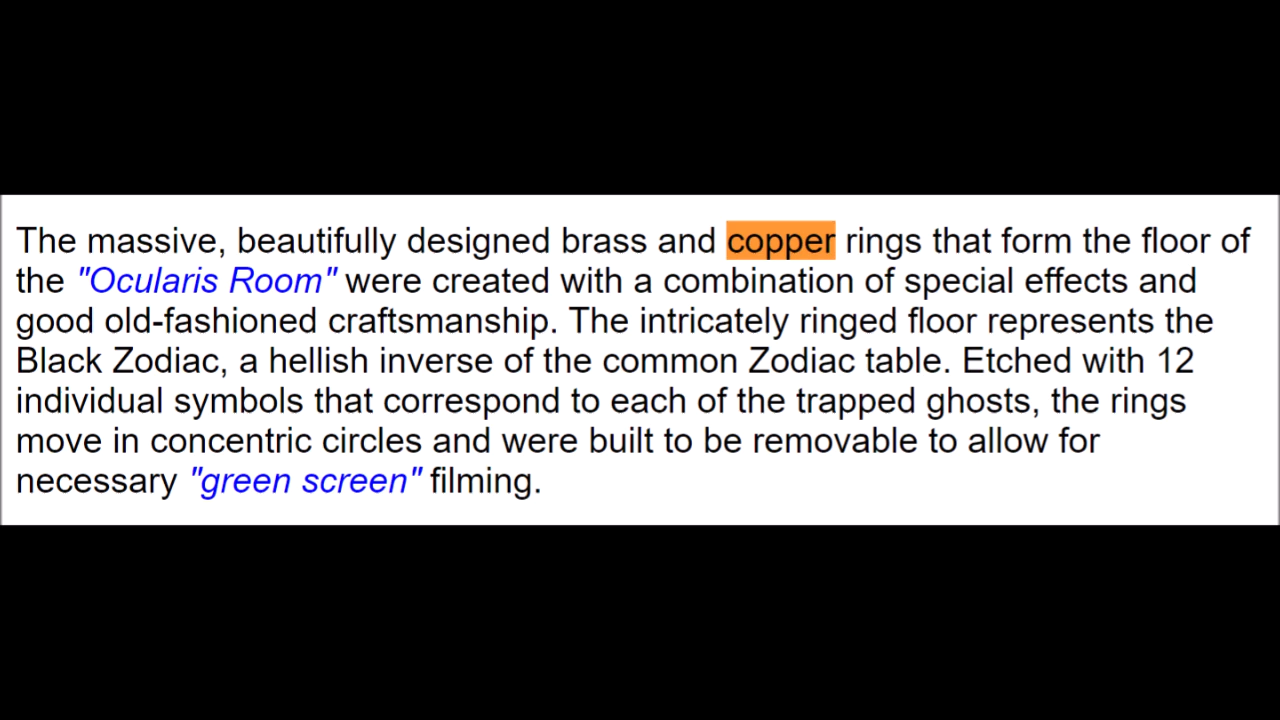 The massive, beautifully designed brass and copper rings that form the floor of
the "Ocularis Room" were created with a combination of special effects and
good old-fashioned craftsmanship. The intricately ringed floor represents the
Black Zodiac, a hellish inverse of the common Zodiac table. Etched with 12
individual symbols that correspond to each of the trapped ghosts, the rings
move in concentric circles and were built to be removable to allow for
necessary "green screen" filming.